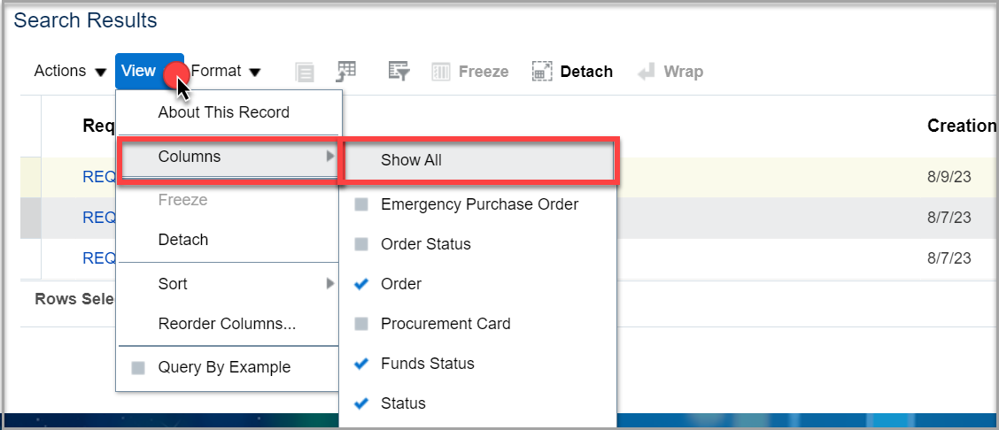 Search Results
Actions View Format Freeze Detach Wrap
About This Record
Req Creation
Columns Show All
REQ 8/9/23
Freeze Emergency Purchase Order
REQ 8/7/23
Detach Order Status
REQ 8/7/23
Sort Order
Rows Sele
Reorder Columns... Procurement Card
Query By Example Funds Status
Status